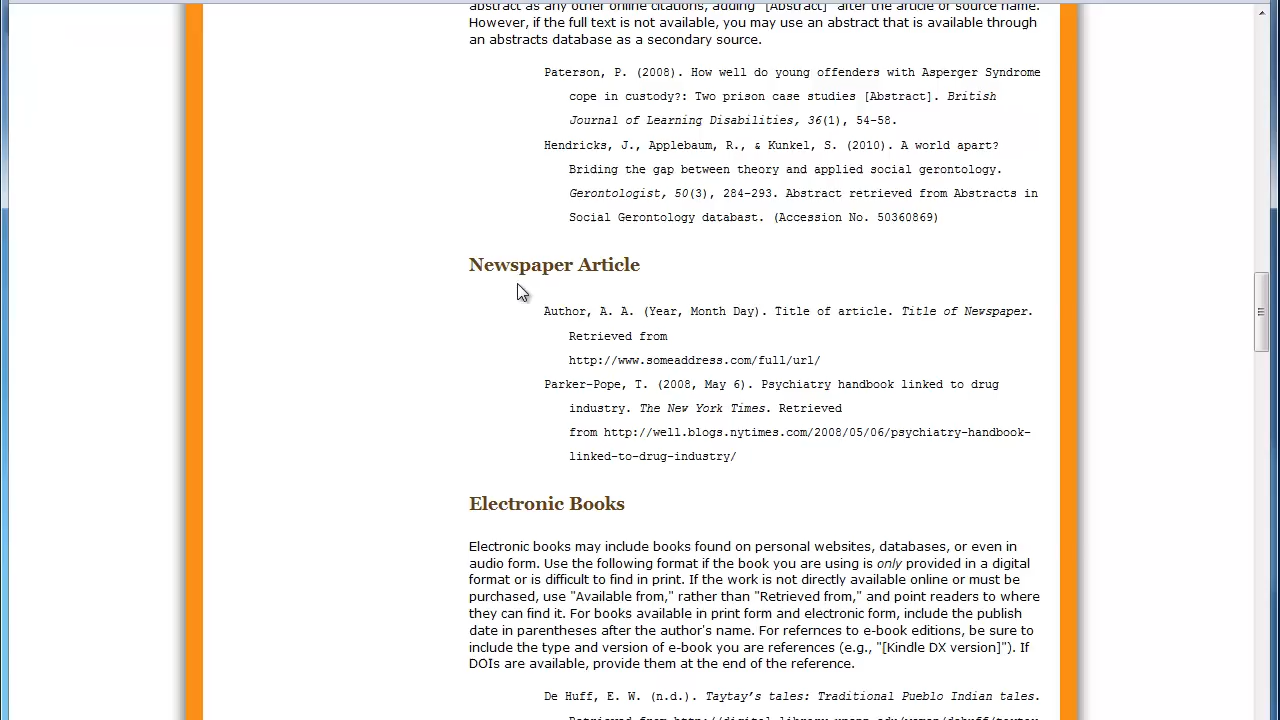 abstract as any other online citations, adding "[Abstract]" after the article or source name.
However, if the full text is not available, you may use an abstract that is available through
an abstracts database as a secondary source.
Paterson, P. (2008). How well do young offenders with Asperger Syndrome
cope in custody?: Two prison case studies [Abstract]. British
Journal of Learning Disabilities, 36(1), 54-58.
Hendricks, J., Applebaum, R., & Kunkel, S. (2010). A world apart?
Briding the gap between theory and applied social gerontology.
Gerontologist, 50(3), 284-293. Abstract retrieved from Abstracts in
Social Gerontology databast. (Accession No. 50360869)
Newspaper Article
Author, A. A. (Year, Month Day). Title of article. Title of Newspaper.
Retrieved from
http://www.someaddress.com/full/url/
Parker-Pope, T. (2008, May 6). Psychiatry handbook linked to drug
industry. The New York Times. Retrieved
from http://well.blogs.nytimes.com/2008/05/06/psychiatry-handbook-
linked-to-drug-industry/
Electronic Books
Electronic books may include books found on personal websites, databases, or even in
audio form. Use the following format if the book you are using is only provided in a digital
format or is difficult to find in print. If the work is not directly available online or must be
purchased, use "Available from," rather than "Retrieved from," and point readers to where
they can find it. For books available in print form and electronic form, include the publish
date in parentheses after the author's name. For refernces to e-book editions, be sure to
include the type and version of e-book you are references (e.g., "[Kindle DX version]"). If
DOIs are available, provide them at the end of the reference.
De Huff, E. W. (n.d.). Taytay's tales: Traditional Pueblo Indian tales.